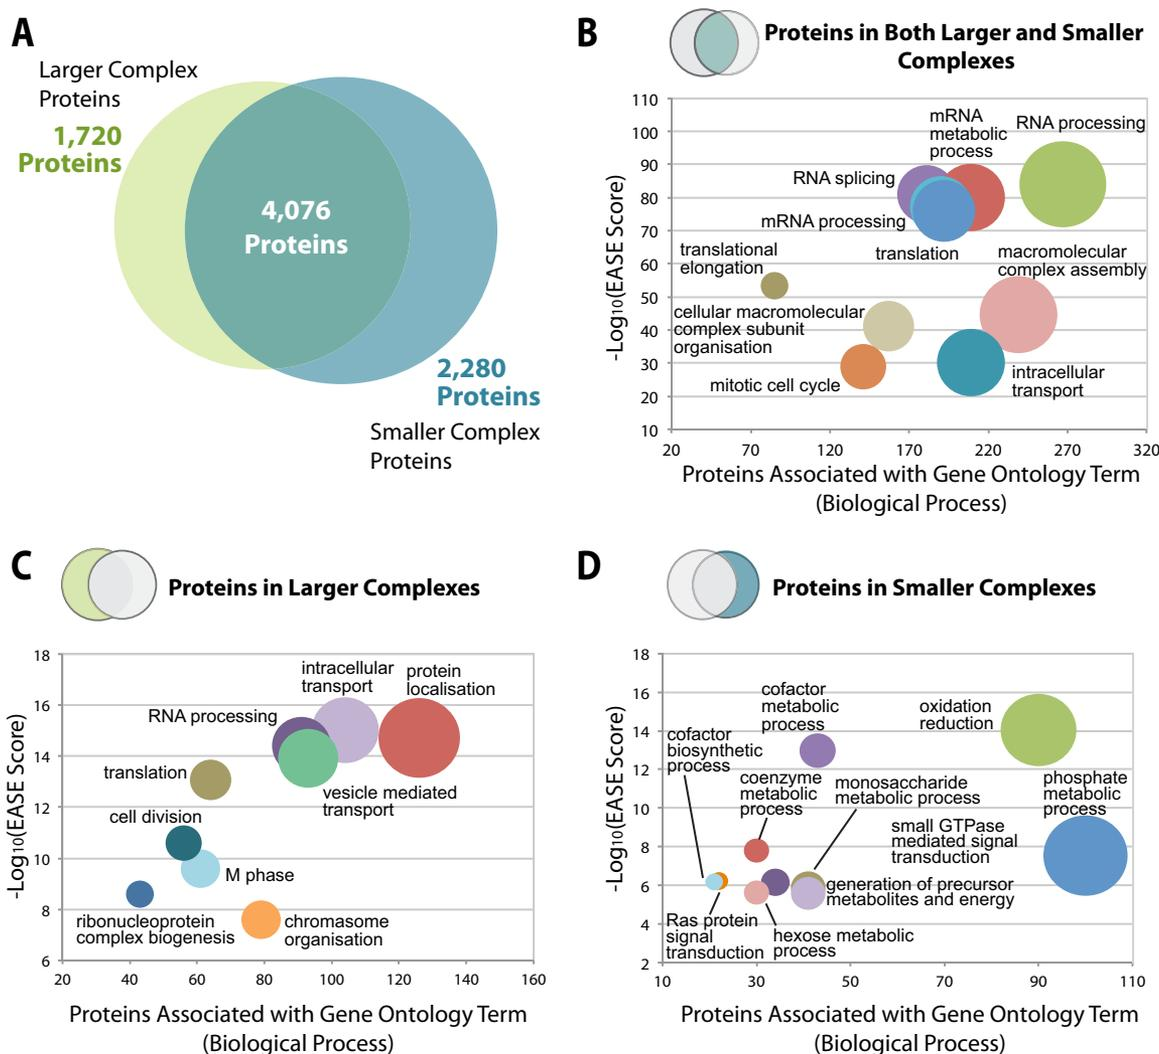 A
Larger Complex
Proteins
1,720
Proteins
4,076
Proteins
2,280
Proteins
Smaller Complex
Proteins
B
Proteins in Both Larger and Smaller
Complexes
110
100
90
80
70
60
50
40
30
20
10
-Log10(EASE Score)
mRNA
metabolic
process
RNA processing
RNA splicing
mRNA processing
translation
translational
elongation
macromolecular
complex assembly
cellular macromolecular
complex subunit
organisation
mitotic cell cycle
intracellular
transport
20 70 120 170 220 270 320
Proteins Associated with Gene Ontology Term
(Biological Process)
C
Proteins in Larger Complexes
18
16
14
12
10
8
6
-Log10(EASE Score)
intracellular
transport
protein
localisation
RNA processing
translation
vesicle mediated
transport
cell division
M phase
ribonucleoprotein
complex biogenesis
chromasome
organisation
20 40 60 80 100 120 140 160
Proteins Associated with Gene Ontology Term
(Biological Process)
D
Proteins in Smaller Complexes
18
16
14
12
10
8
6
4
2
-Log10(EASE Score)
cofactor
metabolic
process
oxidation
reduction
cofactor
biosynthetic
process
coenzyme
metabolic
process
monosaccharide
metabolic process
phosphate
metabolic
process
small GTPase
mediated signal
transduction
generation of precursor
metabolites and energy
Ras protein
signal
transduction
hexose metabolic
process
10 30 50 70 90 110
Proteins Associated with Gene Ontology Term
(Biological Process)